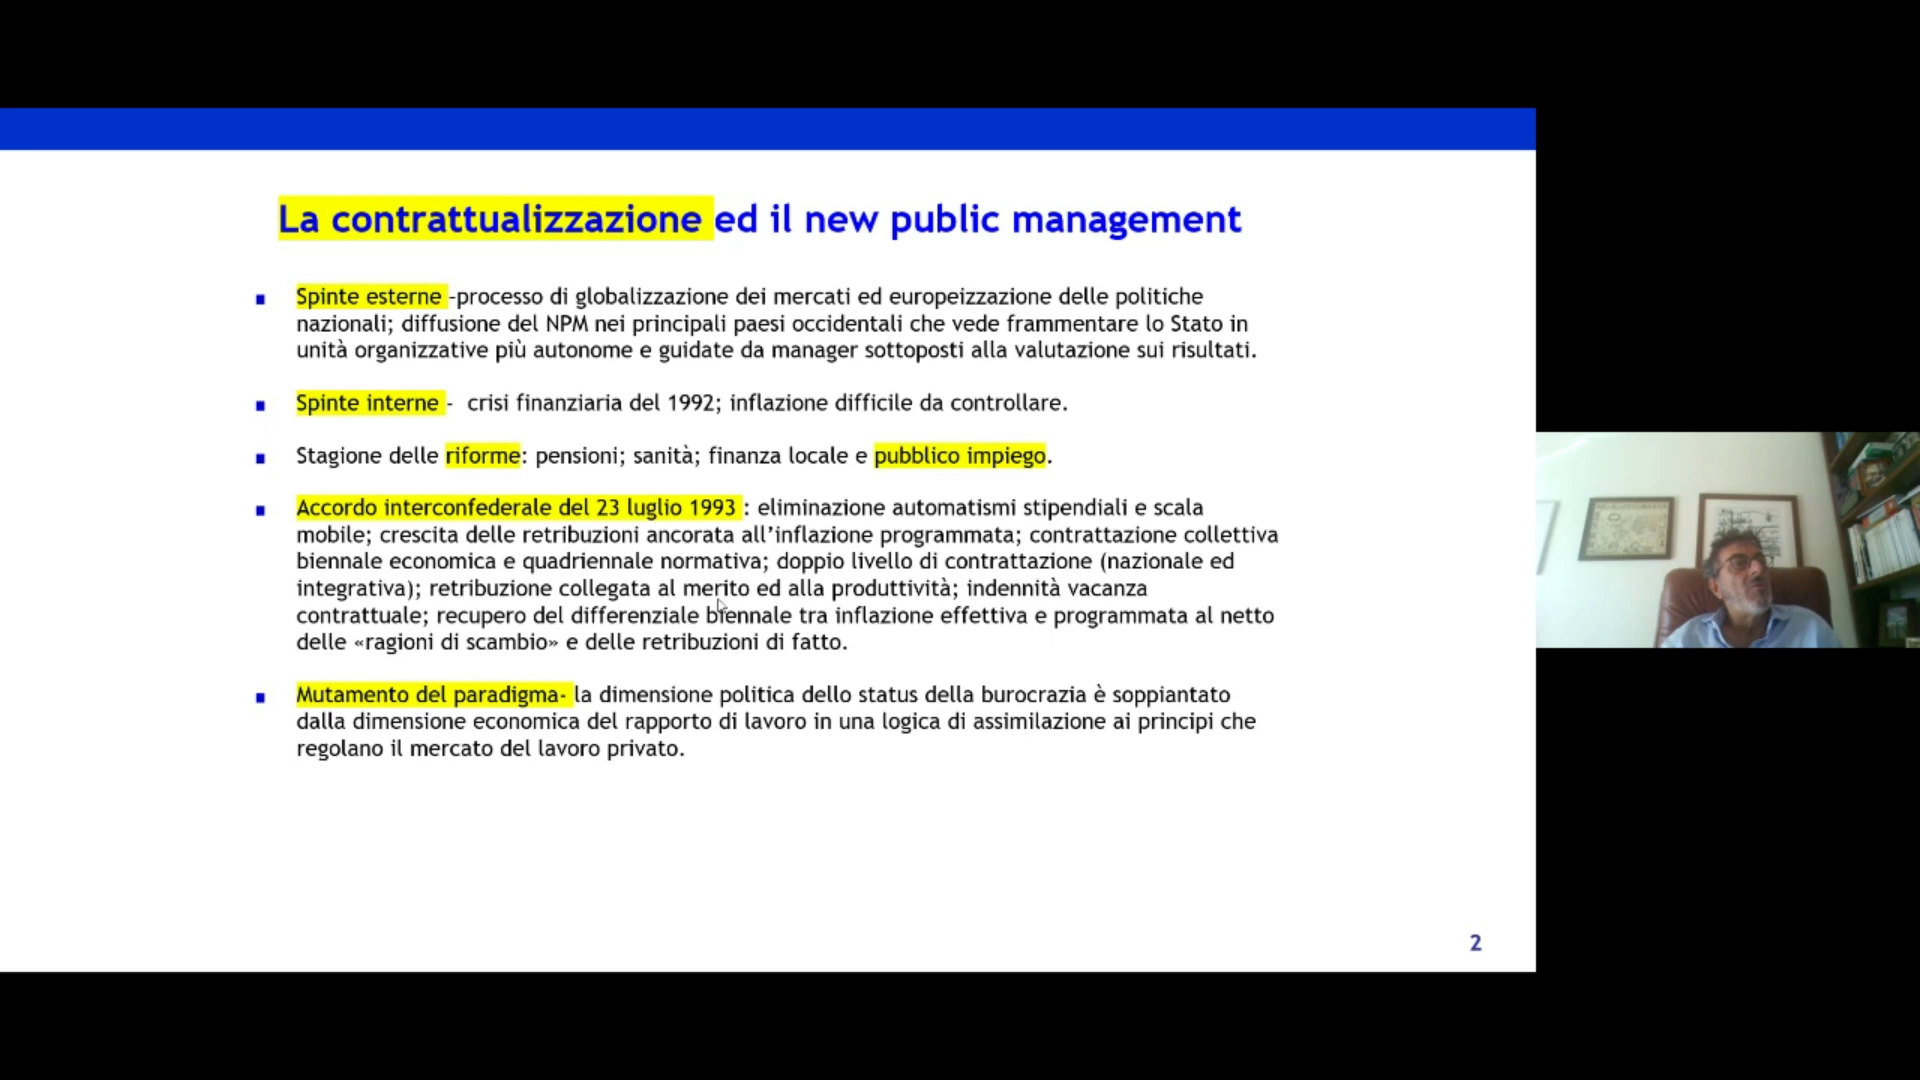 La contrattualizzazione ed il new public management
Spinte esterne -processo di globalizzazione dei mercati ed europeizzazione delle politiche
nazionali; diffusione del NPM nei principali paesi occidentali che vede frammentare lo Stato in
unità organizzative più autonome e guidate da manager sottoposti alla valutazione sui risultati.
Spinte interne - crisi finanziaria del 1992; inflazione difficile da controllare.
Stagione delle riforme: pensioni; sanità; finanza locale e pubblico impiego.
Accordo interconfederale del 23 luglio 1993 : eliminazione automatismi stipendiali e scala
mobile; crescita delle retribuzioni ancorata all’inflazione programmata; contrattazione collettiva
biennale economica e quadriennale normativa; doppio livello di contrattazione (nazionale ed
integrativa); retribuzione collegata al merito ed alla produttività; indennità vacanza
contrattuale; recupero del differenziale biennale tra inflazione effettiva e programmata al netto
delle «ragioni di scambio» e delle retribuzioni di fatto.
Mutamento del paradigma- la dimensione politica dello status della burocrazia è soppiantato
dalla dimensione economica del rapporto di lavoro in una logica di assimilazione ai principi che
regolano il mercato del lavoro privato.
2